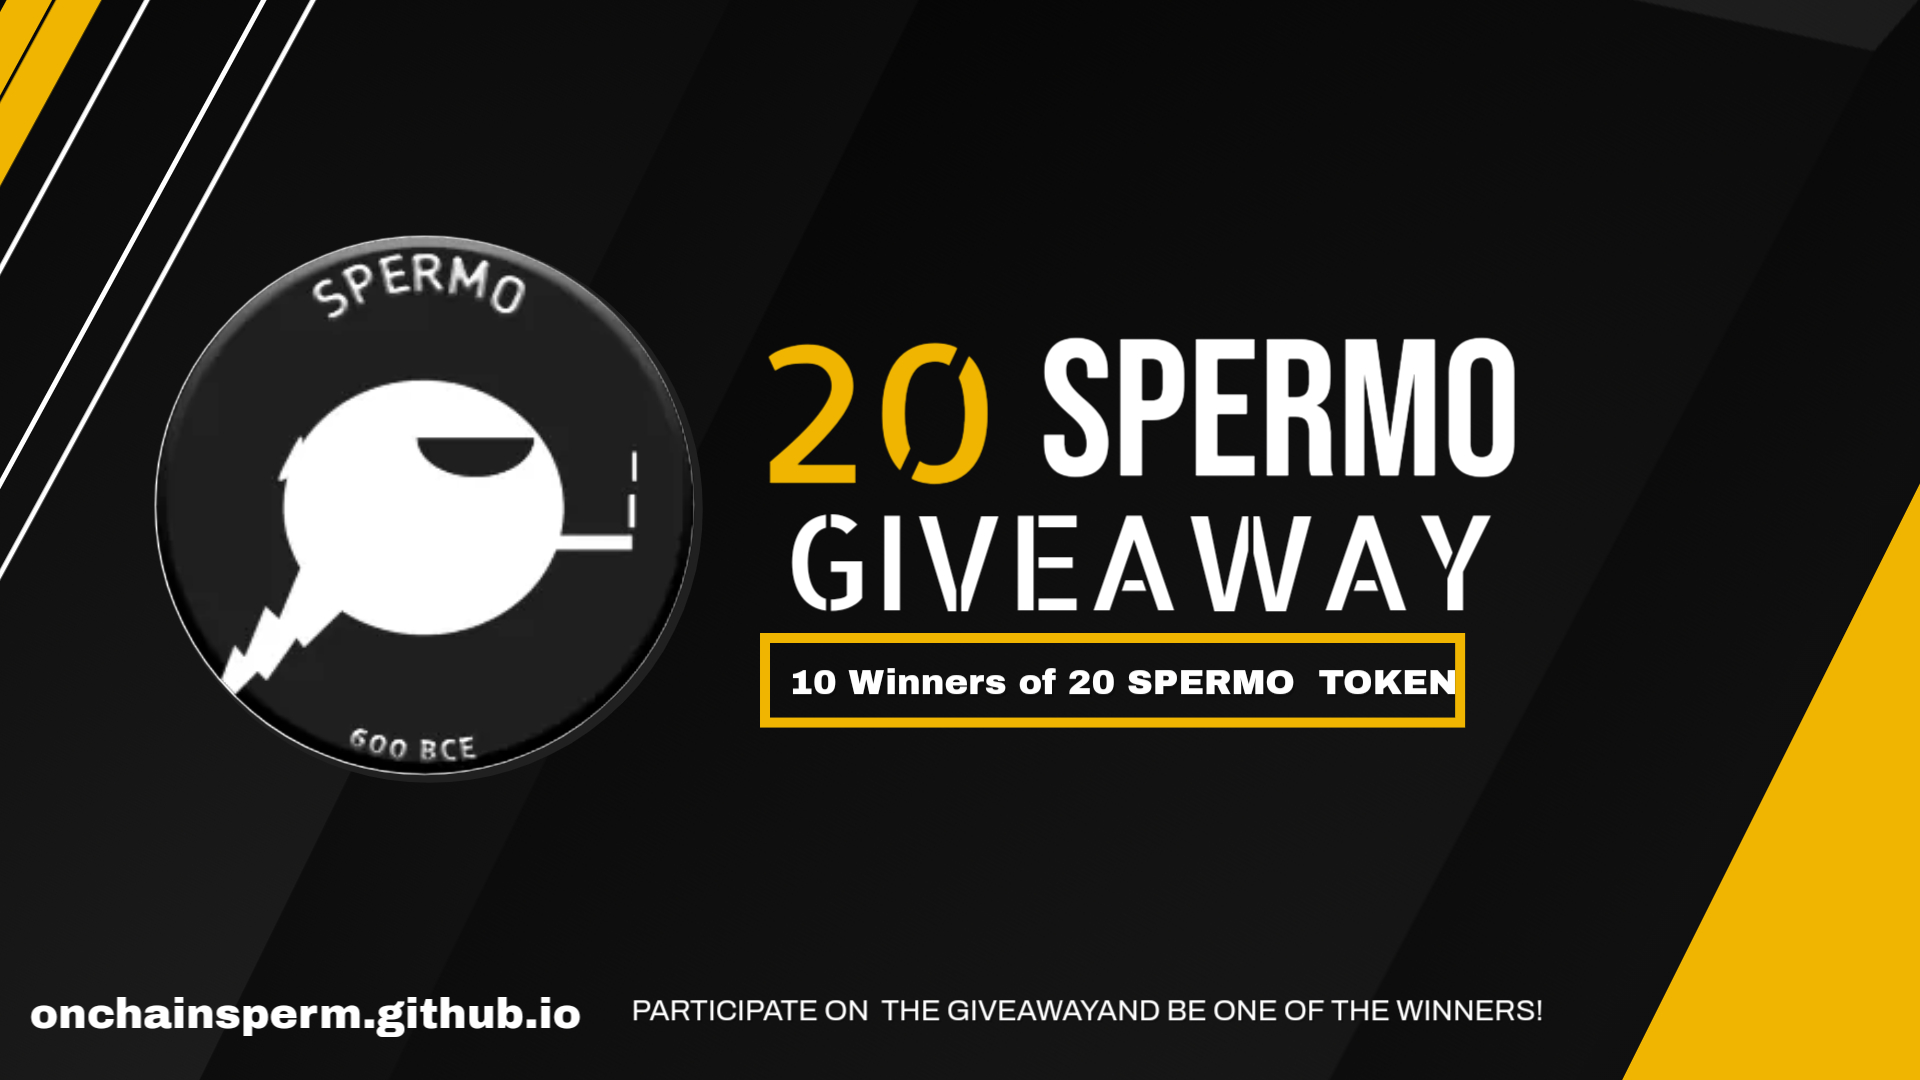 SPERMO
600 BCE
20 SPERMO
GIVEAWAY
10 Winners of 20 SPERMO  TOKEN
onchainsperm.github.io
PARTICIPATE ON  THE GIVEAWAYAND BE ONE OF THE WINNERS!